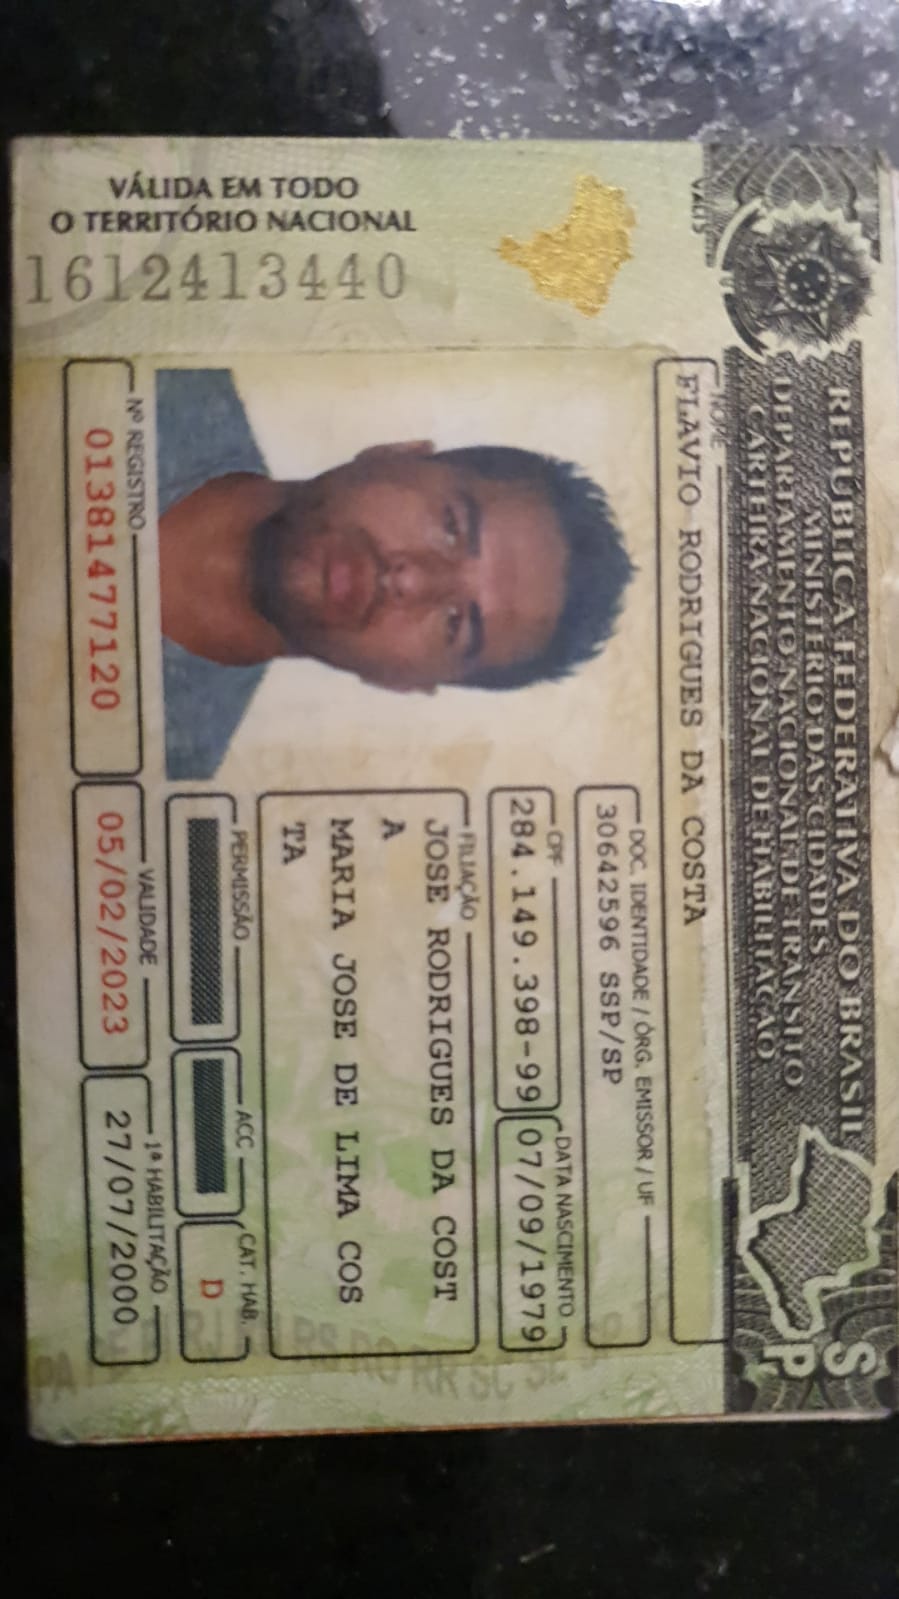 REPÚBLICA FEDERATIVA DO BRASIL
MINISTÉRIO DAS CIDADES
DEPARTAMENTO NACIONAL DE TRÂNSITO
CARTEIRA NACIONAL DE HABILITAÇÃO
SP
VÁLIDA EM TODO
O TERRITÓRIO NACIONAL
1612413440
NOME
FLAVIO RODRIGUES DA COSTA
DOC. IDENTIDADE / ÓRG. EMISSOR / UF
30642596 SSP/SP
CPF
284.149.398-99
DATA NASCIMENTO
07/09/1979
FILIAÇÃO
JOSE RODRIGUES DA COST
A
MARIA JOSE DE LIMA COS
TA
PERMISSÃO
ACC
CAT. HAB.
D
Nº REGISTRO
01381477120
VALIDADE
05/02/2023
1ª HABILITAÇÃO
27/07/2000